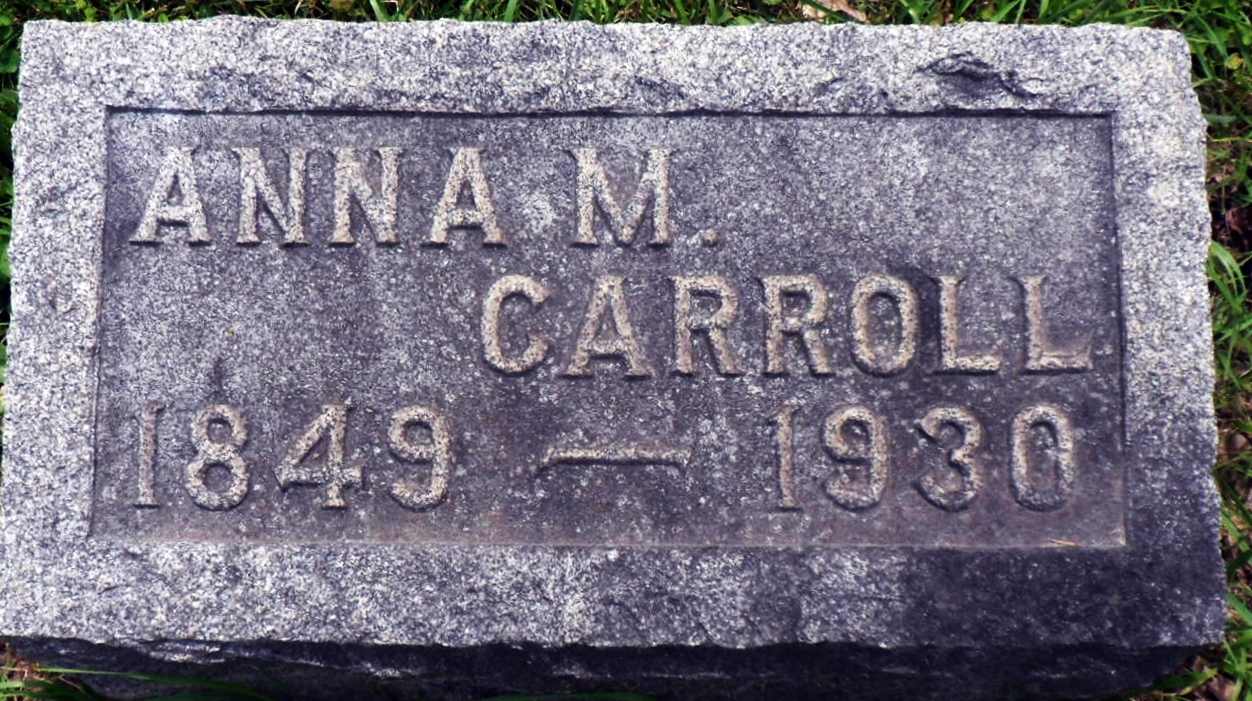 ANNA M.
CARROLL
1849 — 1930